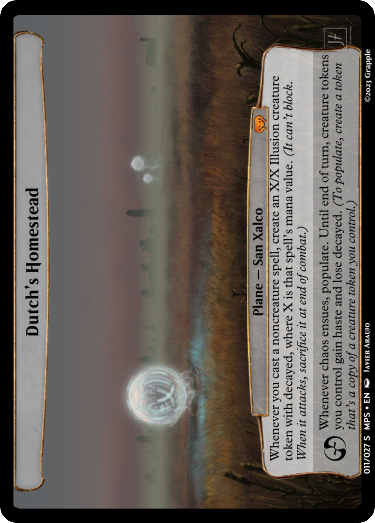 Dutch's Homestead
Plane — San Xalco
Whenever you cast a noncreature spell, create an X/X Illusion creature
token with decayed, where X is that spell's mana value. (It can't block.
When it attacks, sacrifice it at end of combat.)
Whenever chaos ensues, populate. Until end of turn, creature tokens
you control gain haste and lose decayed. (To populate, create a token
that's a copy of a creature token you control.)
011/027 S MPS • EN Javier Araujo
©2023 Grapple